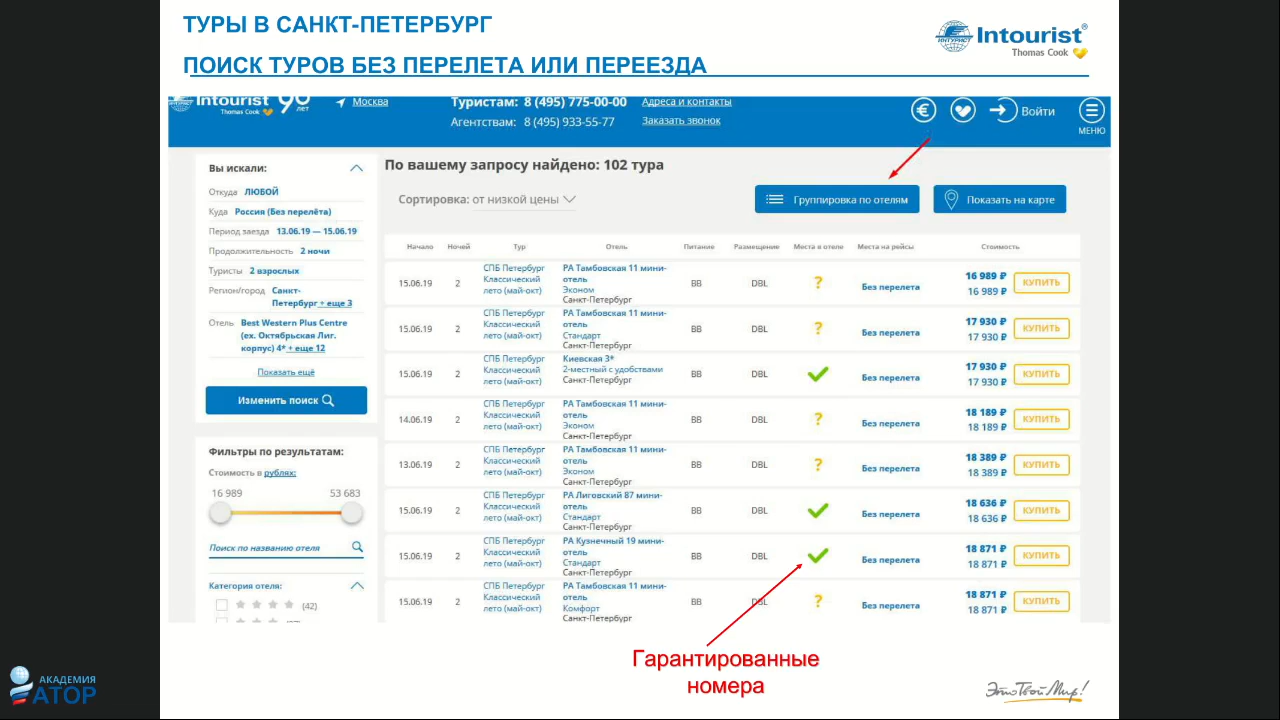 ТУРЫ В САНКТ-ПЕТЕРБУРГ
ПОИСК ТУРОВ БЕЗ ПЕРЕЛЕТА ИЛИ ПЕРЕЕЗДА
ИНТУРИСТ
Intourist®
Thomas Cook
Intourist 90 лет
Thomas Cook
Москва
Туристам: 8 (495) 775-00-00
Агентствам: 8 (495) 933-55-77
Адреса и контакты
Заказать звонок
€
Войти
МЕНЮ
Вы искали:
Откуда ЛЮБОЙ
Куда Россия (Без перелёта)
Период заезда 13.06.19 — 15.06.19
Продолжительность 2 ночи
Туристы 2 взрослых
Регион/город Санкт-
Петербург + еще 3
Отель Best Western Plus Centre
(ex. Октябрьская Лиг.
корпус) 4* + еще 12
Показать ещё
Изменить поиск
Фильтры по результатам:
Стоимость в рублях:
16 989 53 683
Поиск по названию отеля
Категория отеля:
(42)
По вашему запросу найдено: 102 тура
Сортировка: от низкой цены
Группировка по отелям
Показать на карте
Начало Ночей Тур Отель Питание Размещение Места в отеле Места на рейсы Стоимость
СПБ Петербург РА Тамбовская 11 мини-
Классический отель
15.06.19 2 Эконом BB DBL ? Без перелета 16 989 ₽ КУПИТЬ
лето (май-окт) Санкт-Петербург 16 989 ₽
СПБ Петербург РА Тамбовская 11 мини-
Классический отель
15.06.19 2 Стандарт BB DBL ? Без перелета 17 930 ₽ КУПИТЬ
лето (май-окт) Санкт-Петербург 17 930 ₽
СПБ Петербург Киевская 3*
15.06.19 2 Классический 2-местный с удобствами BB DBL Без перелета 17 930 ₽ КУПИТЬ
лето (май-окт) Санкт-Петербург 17 930 ₽
СПБ Петербург РА Тамбовская 11 мини-
Классический отель
14.06.19 2 Эконом BB DBL ? Без перелета 18 189 ₽ КУПИТЬ
лето (май-окт) Санкт-Петербург 18 189 ₽
СПБ Петербург РА Тамбовская 11 мини-
Классический отель
13.06.19 2 Эконом BB DBL ? Без перелета 18 389 ₽ КУПИТЬ
лето (май-окт) Санкт-Петербург 18 389 ₽
СПБ Петербург РА Лиговский 87 мини-
Классический отель
15.06.19 2 Стандарт BB DBL Без перелета 18 636 ₽ КУПИТЬ
лето (май-окт) Санкт-Петербург 18 636 ₽
СПБ Петербург РА Кузнечный 19 мини-
Классический отель
15.06.19 2 Стандарт BB DBL Без перелета 18 871 ₽ КУПИТЬ
лето (май-окт) Санкт-Петербург 18 871 ₽
СПБ Петербург РА Тамбовская 11 мини-
Классический отель
15.06.19 2 Комфорт BB DBL ? Без перелета 18 871 ₽ КУПИТЬ
лето (май-окт) Санкт-Петербург 18 871 ₽
Гарантированные
номера
АКАДЕМИЯ
АТОР
Это Твой Мир!